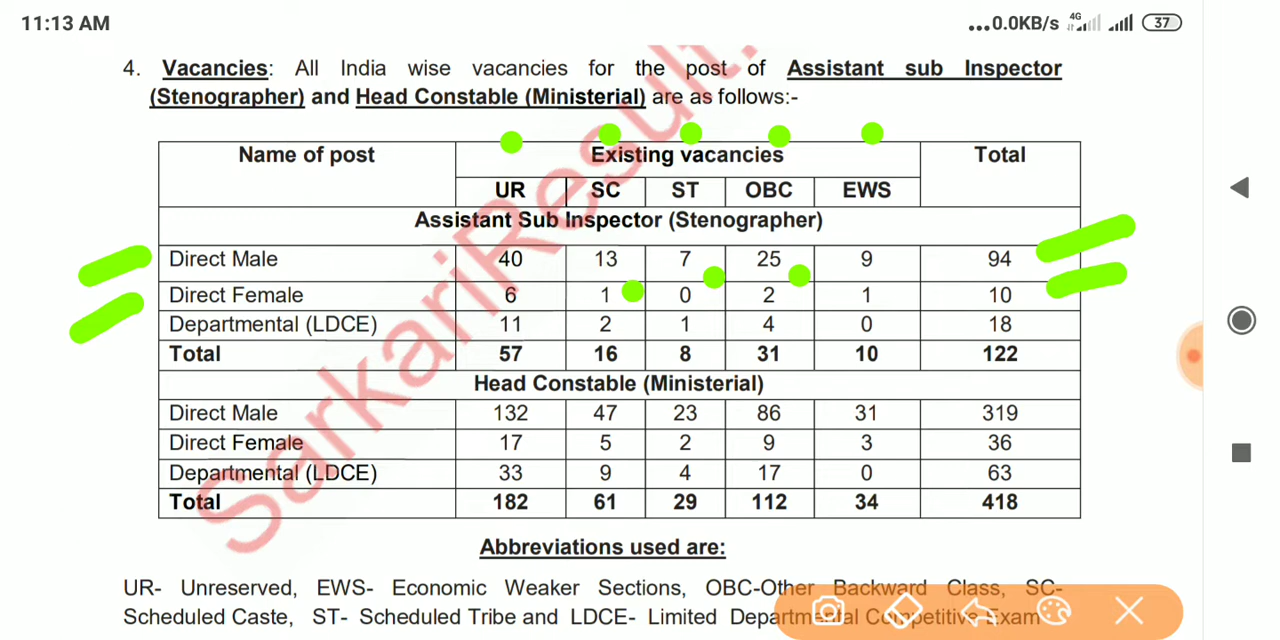 11:13 AM
...0.0KB/s 4G 37
4. Vacancies: All India wise vacancies for the post of Assistant sub Inspector
(Stenographer) and Head Constable (Ministerial) are as follows:-
Name of post Existing vacancies Total
UR SC ST OBC EWS
Assistant Sub Inspector (Stenographer)
Direct Male 40 13 7 25 9 94
Direct Female 6 1 0 2 1 10
Departmental (LDCE) 11 2 1 4 0 18
Total 57 16 8 31 10 122
Head Constable (Ministerial)
Direct Male 132 47 23 86 31 319
Direct Female 17 5 2 9 3 36
Departmental (LDCE) 33 9 4 17 0 63
Total 182 61 29 112 34 418
Abbreviations used are:
UR- Unreserved, EWS- Economic Weaker Sections, OBC-Other Backward Class, SC-
Scheduled Caste, ST- Scheduled Tribe and LDCE- Limited Departmental Competitive Exam
SarkariResult.